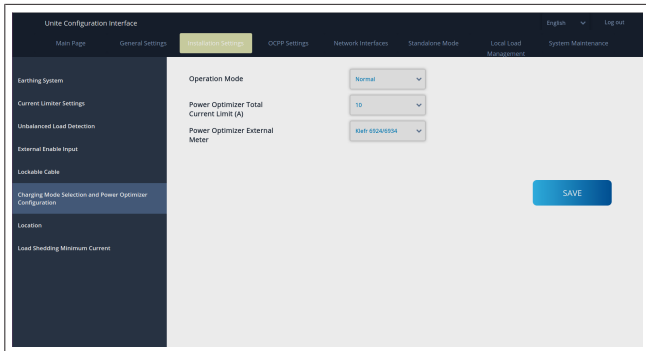 Unite Configuration Interface
English
Log out
Main Page
General Settings
Installation Settings
OCPP Settings
Network Interfaces
Standalone Mode
Local Load
Management
System Maintenance
Earthing System
Current Limiter Settings
Unbalanced Load Detection
External Enable Input
Lockable Cable
Charging Mode Selection and Power Optimizer
Configuration
Location
Load Shedding Minimum Current
Operation Mode
Normal
Power Optimizer Total
Current Limit (A)
10
Power Optimizer External
Meter
Klefr 6924/6934
SAVE